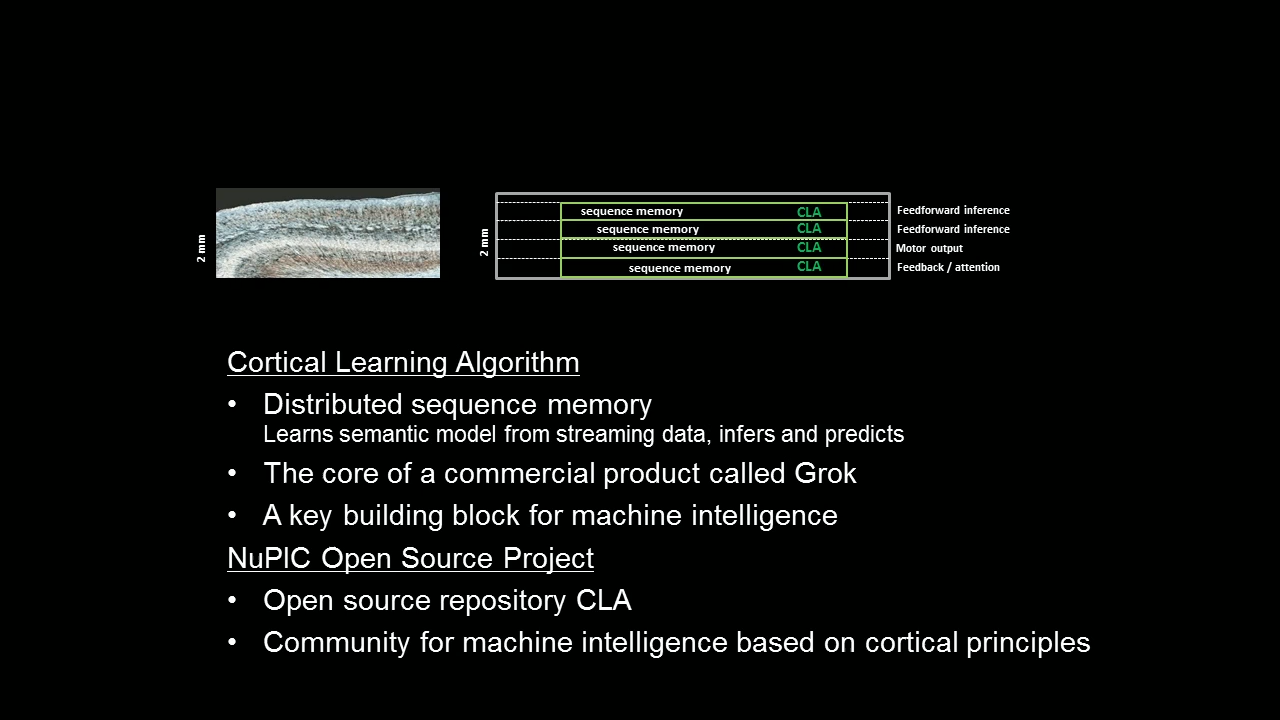 2 mm
2 mm
sequence memory CLA Feedforward inference
sequence memory CLA Feedforward inference
sequence memory CLA Motor output
sequence memory CLA Feedback / attention
Cortical Learning Algorithm
• Distributed sequence memory
Learns semantic model from streaming data, infers and predicts
• The core of a commercial product called Grok
• A key building block for machine intelligence
NuPIC Open Source Project
• Open source repository CLA
• Community for machine intelligence based on cortical principles